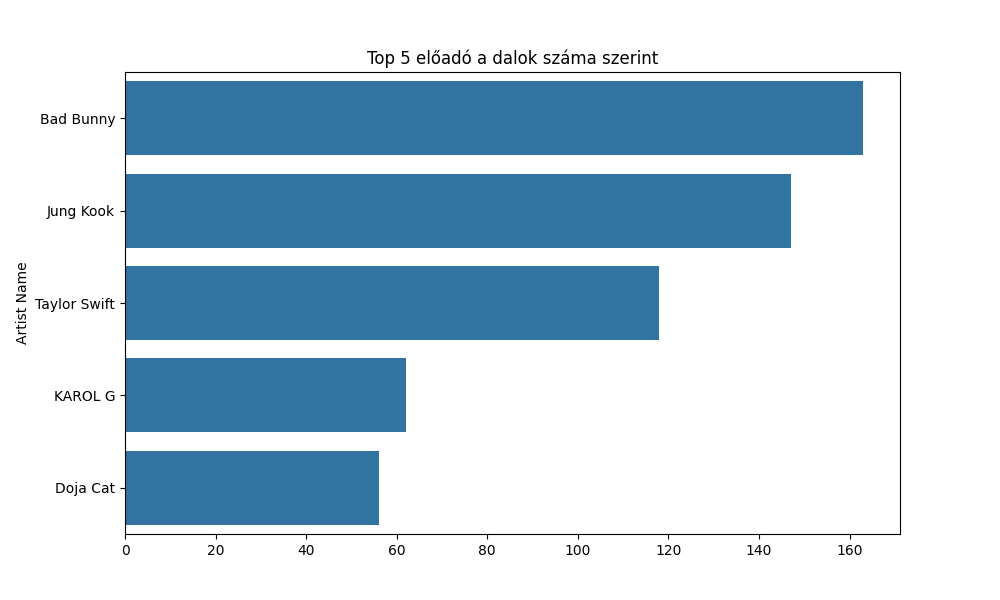 Top 5 előadó a dalok száma szerint
Artist Name
Bad Bunny
Jung Kook
Taylor Swift
KAROL G
Doja Cat
0 20 40 60 80 100 120 140 160